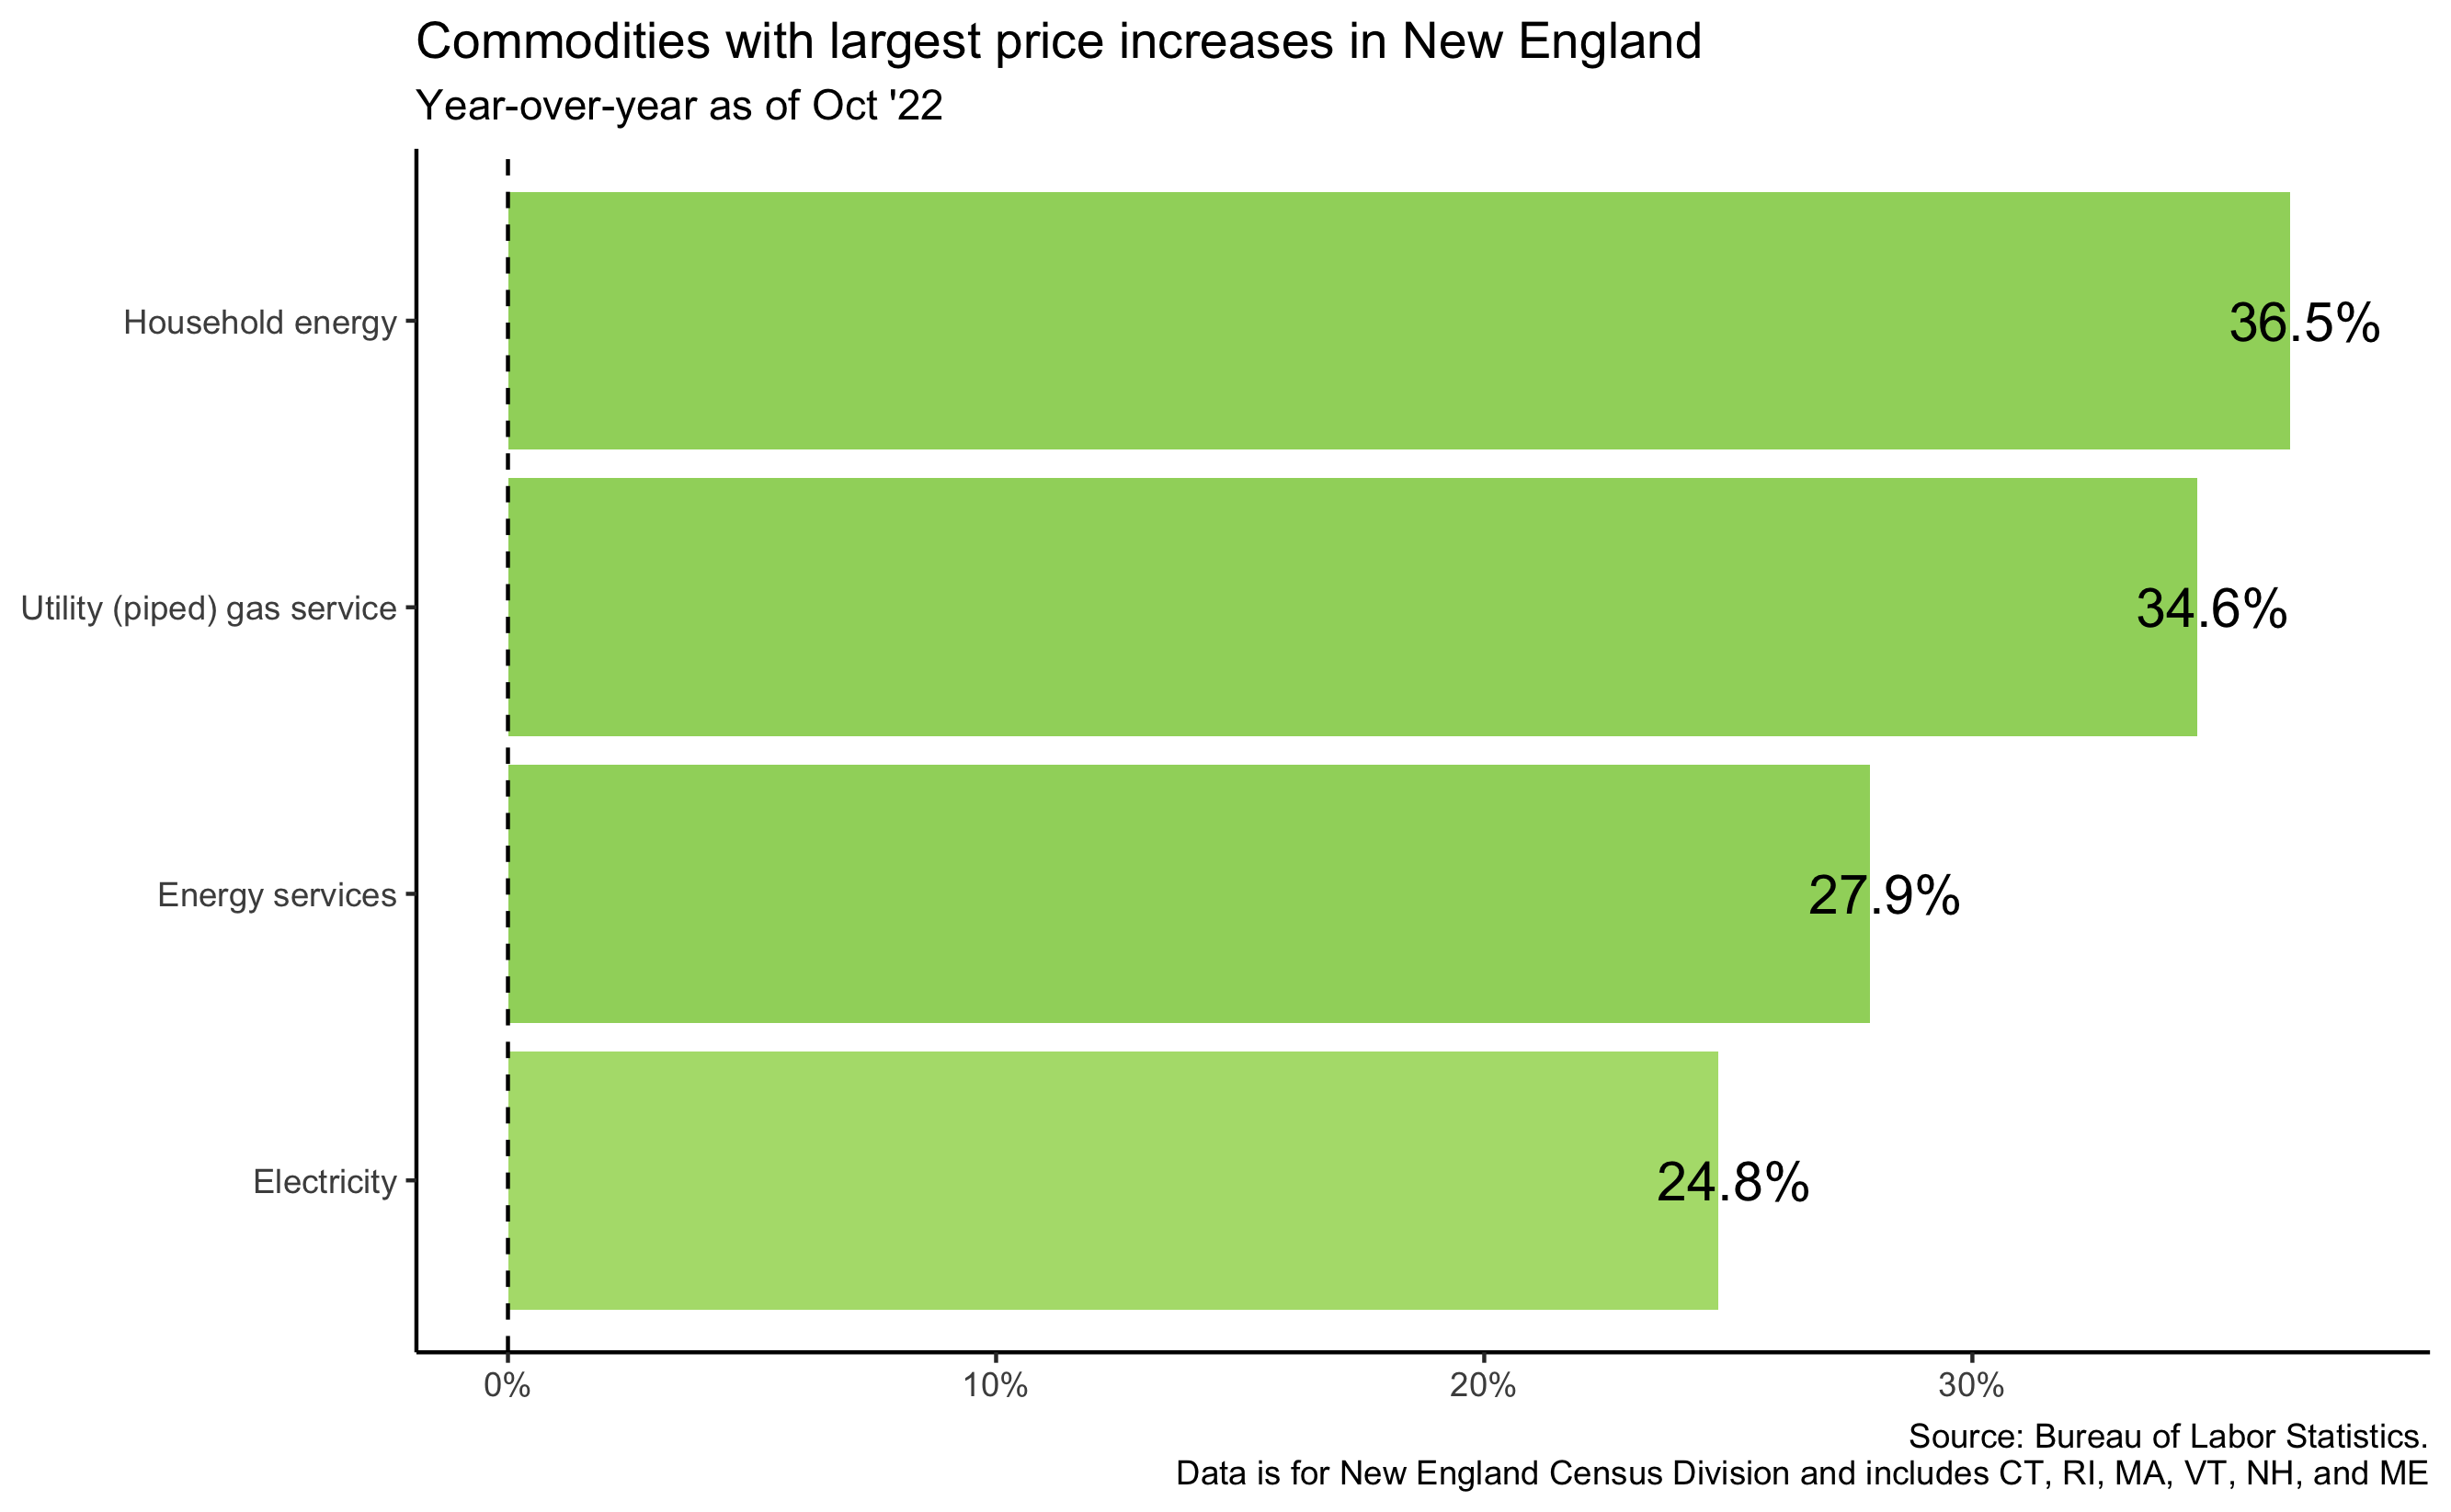 Commodities with largest price increases in New England
Year-over-year as of Oct '22
Household energy
36.5%
Utility (piped) gas service
34.6%
Energy services
27.9%
Electricity
24.8%
0%
10%
20%
30%
Source: Bureau of Labor Statistics.
Data is for New England Census Division and includes CT, RI, MA, VT, NH, and ME